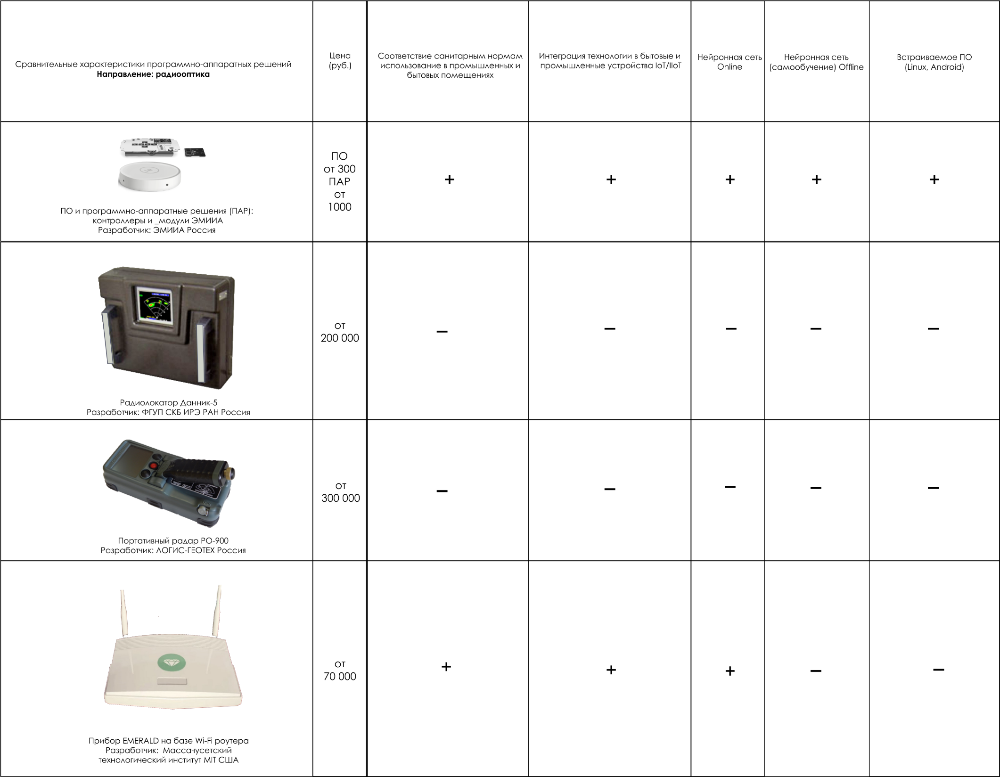 Сравнительные характеристики программно-аппаратных решений
Направление: радиооптика
Цена
(руб.)
Соответствие санитарным нормам
использование в промышленных и
бытовых помещениях
Интеграция технологии в бытовые и
промышленные устройства IoT/IIoT
Нейронная сеть
Online
Нейронная сеть
(самообучение) Offline
Встраиваемое ПО
(Linux, Android)
ПО и программно-аппаратные решения (ПАР):
контроллеры и _модули ЭМИИА
Разработчик: ЭМИИА Россия
ПО
от 300
ПАР
от
1000
+
+
+
+
+
Радиолокатор Данник-5
Разработчик: ФГУП СКБ ИРЭ РАН Россия
от
200 000
–
–
–
–
–
Портативный радар РО-900
Разработчик: ЛОГИС-ГЕОТЕХ Россия
от
300 000
–
–
–
–
–
Прибор EMERALD на базе Wi-Fi роутера
Разработчик: Массачусетский
технологический институт MIT США
от
70 000
+
+
+
–
–